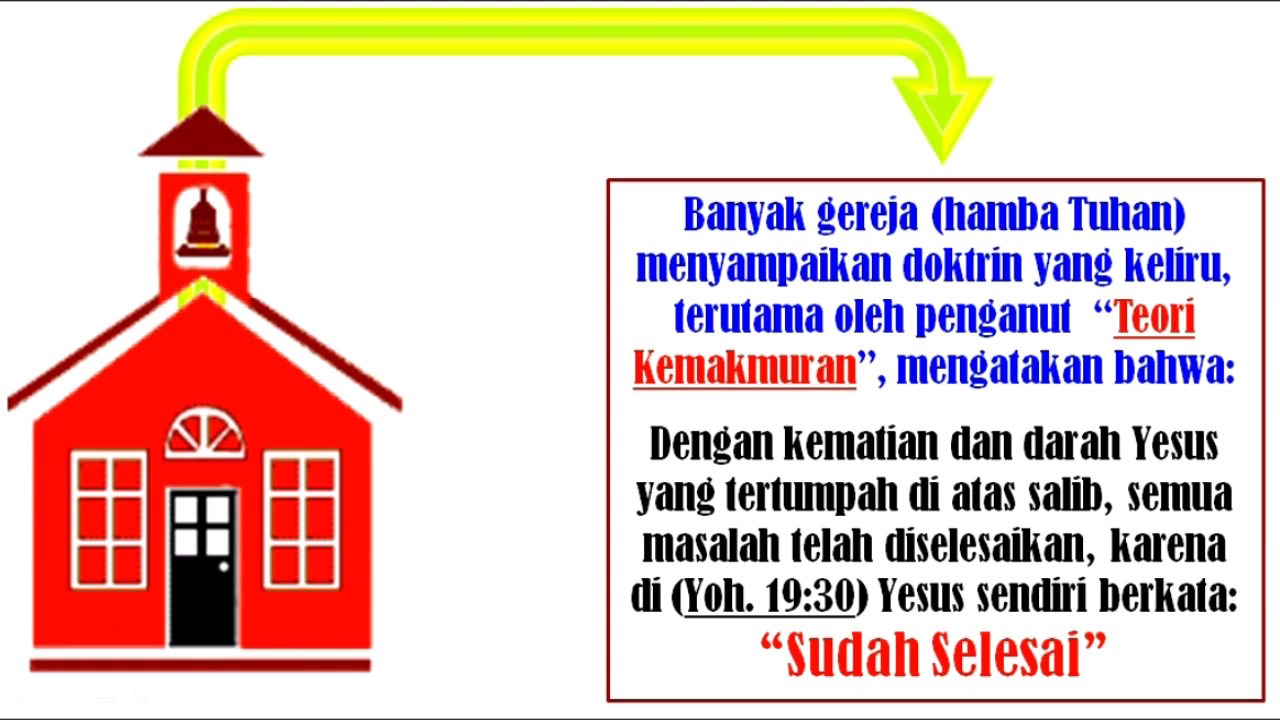 Banyak gereja (hamba Tuhan)
menyampaikan doktrin yang keliru,
terutama oleh penganut “Teori
Kemakmuran”, mengatakan bahwa:
Dengan kematian dan darah Yesus
yang tertumpah di atas salib, semua
masalah telah diselesaikan, karena
di (Yoh. 19:30) Yesus sendiri berkata:
“Sudah Selesai”